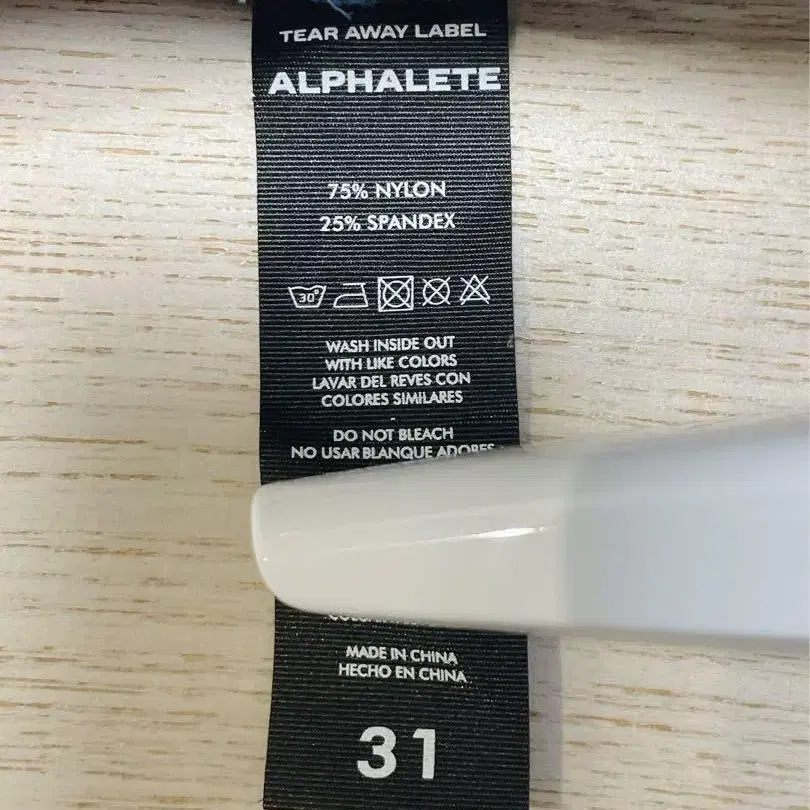 TEAR AWAY LABEL
ALPHALETE
75% NYLON
25% SPANDEX
30°
WASH INSIDE OUT
WITH LIKE COLORS
LAVAR DEL REVES CON
COLORES SIMILARES
-
DO NOT BLEACH
NO USAR BLANQUE ADORES
MADE IN CHINA
HECHO EN CHINA
31